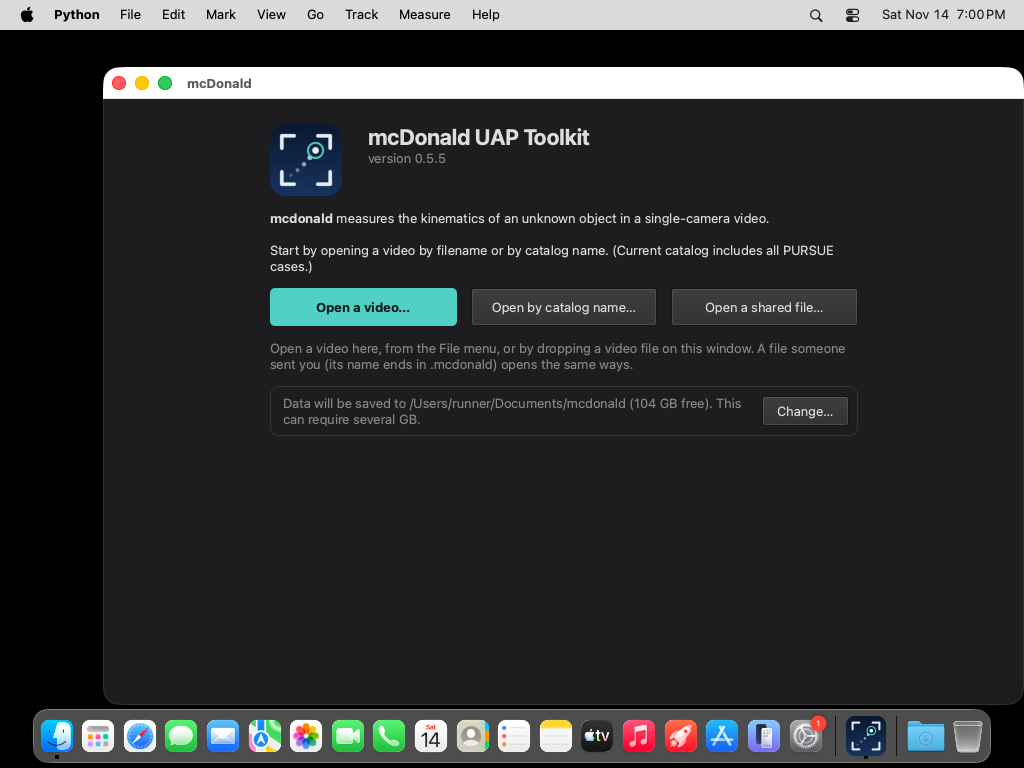 Python File Edit Mark View Go Track Measure Help Sat Nov 14 7:00 PM
mcDonald
mcDonald UAP Toolkit
version 0.5.5
mcdonald measures the kinematics of an unknown object in a single-camera video.
Start by opening a video by filename or by catalog name. (Current catalog includes all PURSUE
cases.)
Open a video... Open by catalog name... Open a shared file...
Open a video here, from the File menu, or by dropping a video file on this window. A file someone
sent you (its name ends in .mcdonald) opens the same ways.
Data will be saved to /Users/runner/Documents/mcdonald (104 GB free). This
can require several GB.
Change...
Sat
14
tv
1